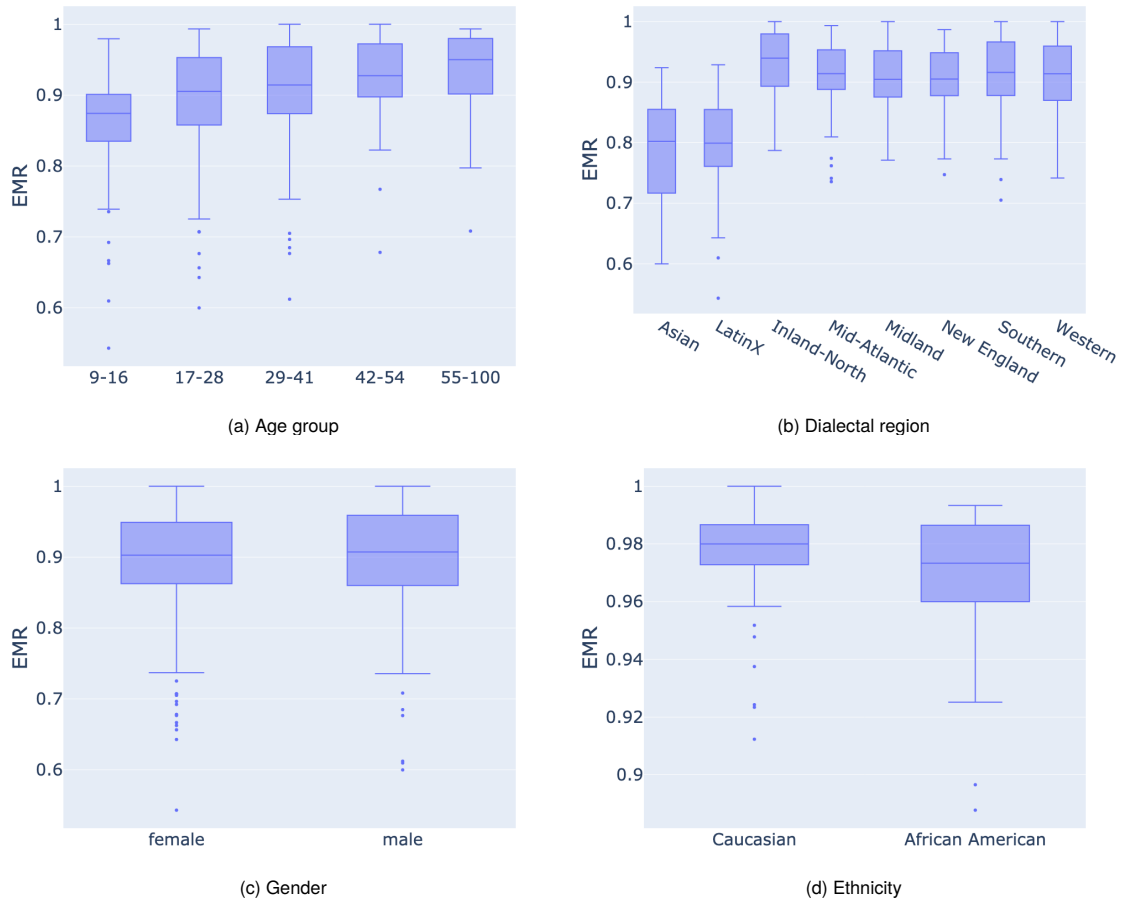 1
0.9
0.8
0.7
0.6
EMR
9-16 17-28 29-41 42-54 55-100
(a) Age group
1
0.9
0.8
0.7
0.6
EMR
Asian LatinX Inland-North Mid-Atlantic Midland New England Southern Western
(b) Dialectal region
1
0.9
0.8
0.7
0.6
EMR
female male
(c) Gender
1
0.98
0.96
0.94
0.92
0.9
EMR
Caucasian African American
(d) Ethnicity